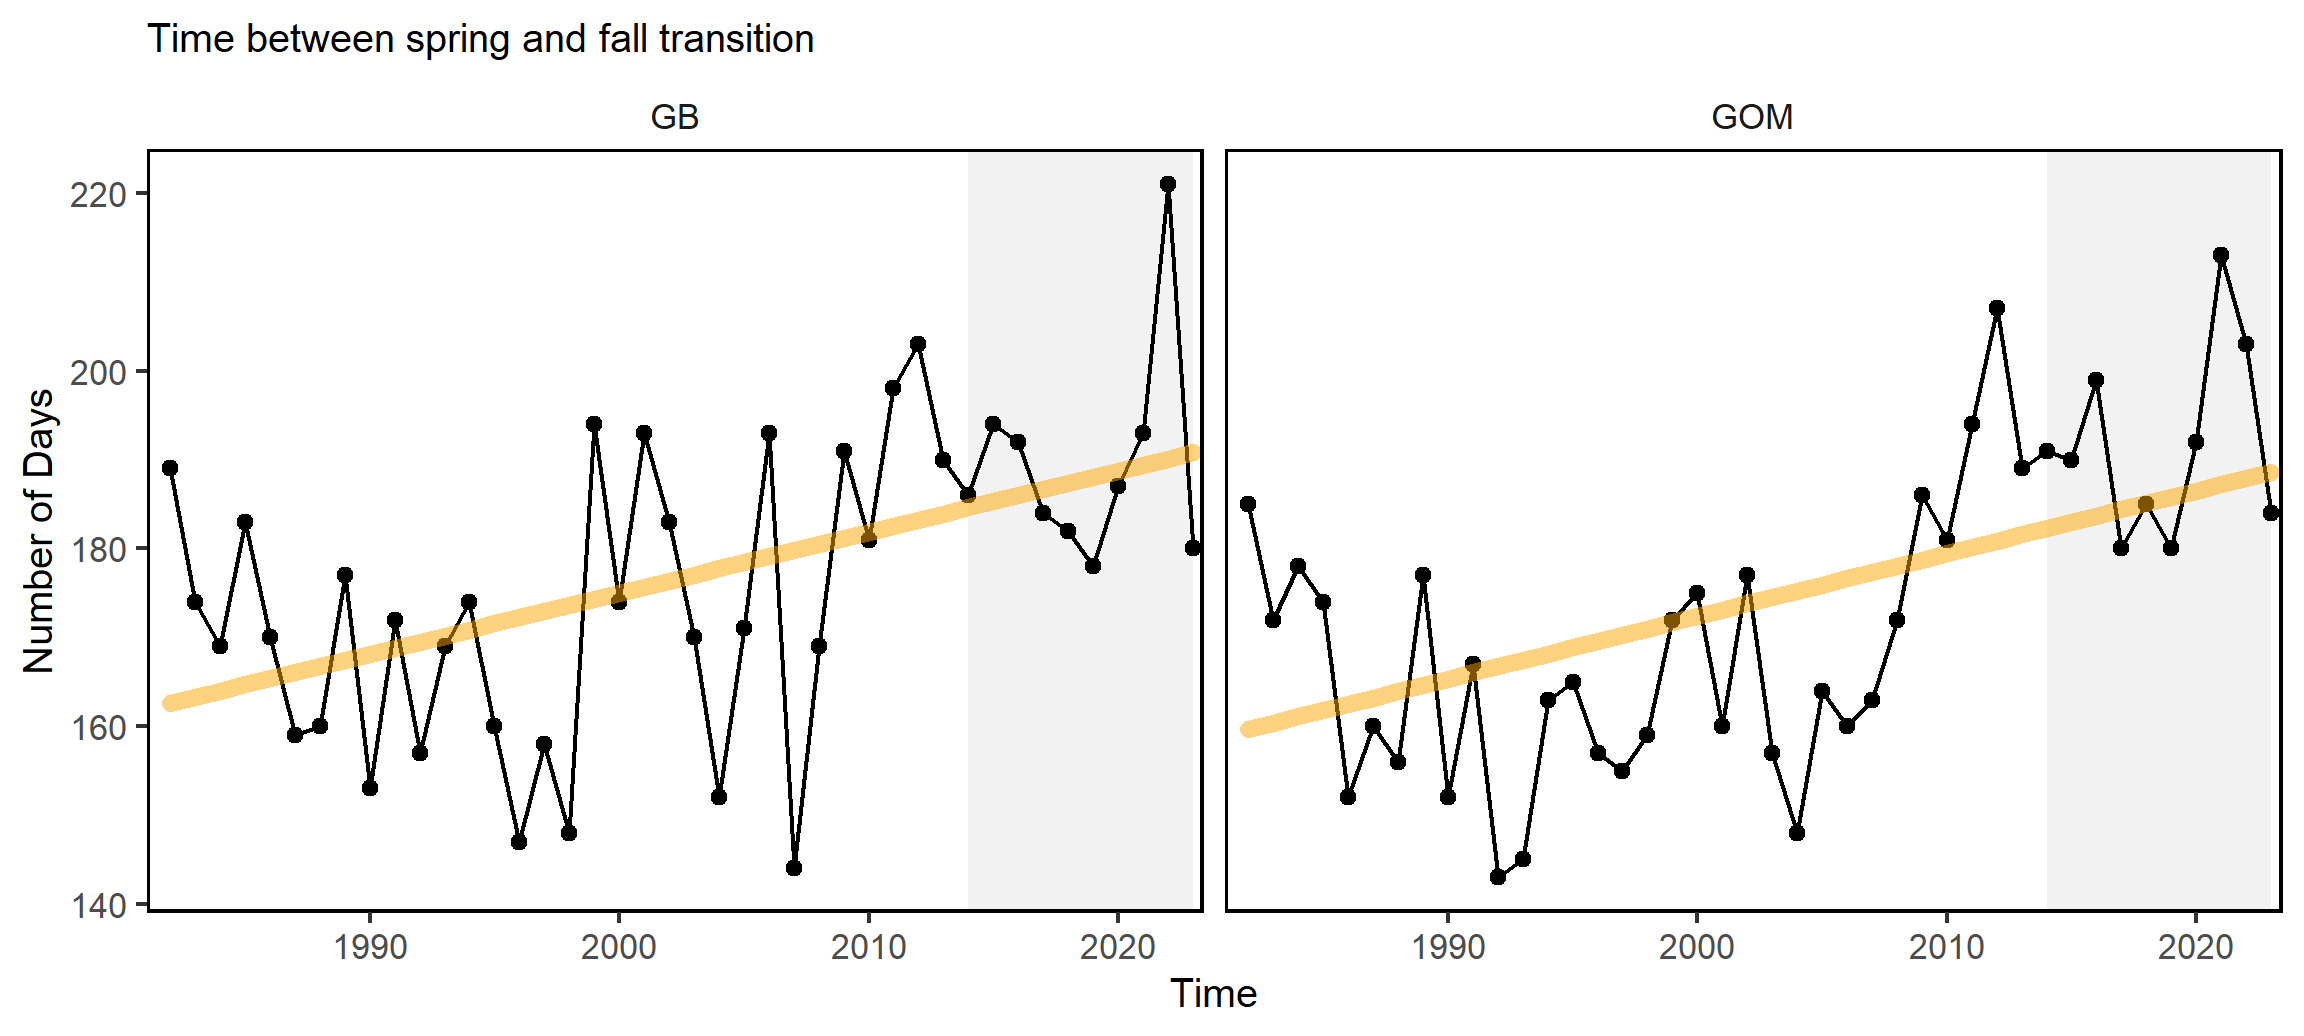 Time between spring and fall transition
GB
GOM
Number of Days
220
200
180
160
140
1990
2000
2010
2020
1990
2000
2010
2020
Time